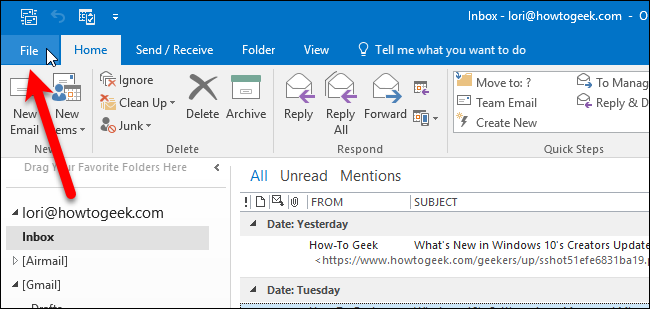 Inbox - lori@howtogeek.com - O
File Home Send / Receive Folder View Tell me what you want to do
New Email
New Items
Ignore
Clean Up
Junk
Delete
Archive
Reply
Reply All
Forward
Move to: ?
Team Email
Create New
To Manag
Reply & D
Delete
Respond
Quick Steps
Drag Your Favorite Folders Here
lori@howtogeek.com
Inbox
[Airmail]
[Gmail]
Drafts
All Unread Mentions
! FROM SUBJECT
Date: Yesterday
How-To Geek What's New in Windows 10's Creators Update
<https://www.howtogeek.com/geekers/up/sshot51efe6831ba19.p
Date: Tuesday